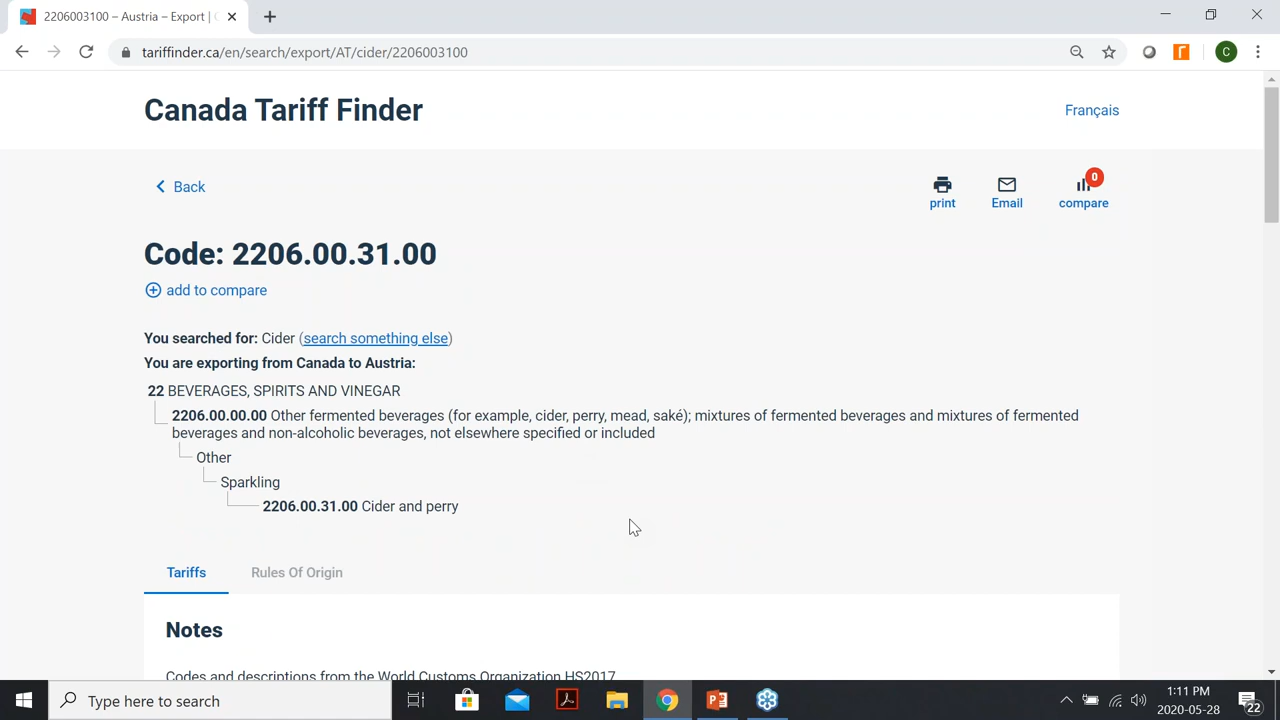 2206003100 – Austria – Export |
tariffinder.ca/en/search/export/AT/cider/2206003100
C
Canada Tariff Finder
Français
Back
print
Email
0
compare
Code: 2206.00.31.00
add to compare
You searched for: Cider (search something else)
You are exporting from Canada to Austria:
22 BEVERAGES, SPIRITS AND VINEGAR
2206.00.00.00 Other fermented beverages (for example, cider, perry, mead, saké); mixtures of fermented beverages and mixtures of fermented
beverages and non-alcoholic beverages, not elsewhere specified or included
Other
Sparkling
2206.00.31.00 Cider and perry
Tariffs
Rules Of Origin
Notes
Codes and descriptions from the World Customs Organization HS2017
Type here to search
1:11 PM
2020-05-28
22